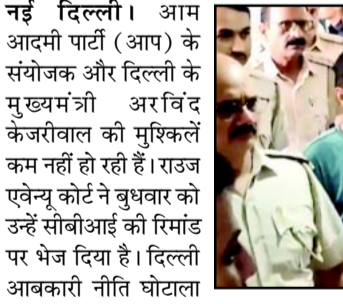 नई दिल्ली। आम
आदमी पार्टी (आप) के
संयोजक और दिल्ली के
मुख्यमंत्री अरविंद
केजरीवाल की मुश्किलें
कम नहीं हो रही हैं। राउज
एवेन्यू कोर्ट ने बुधवार को
उन्हें सीबीआई की रिमांड
पर भेज दिया है। दिल्ली
आबकारी नीति घोटाला